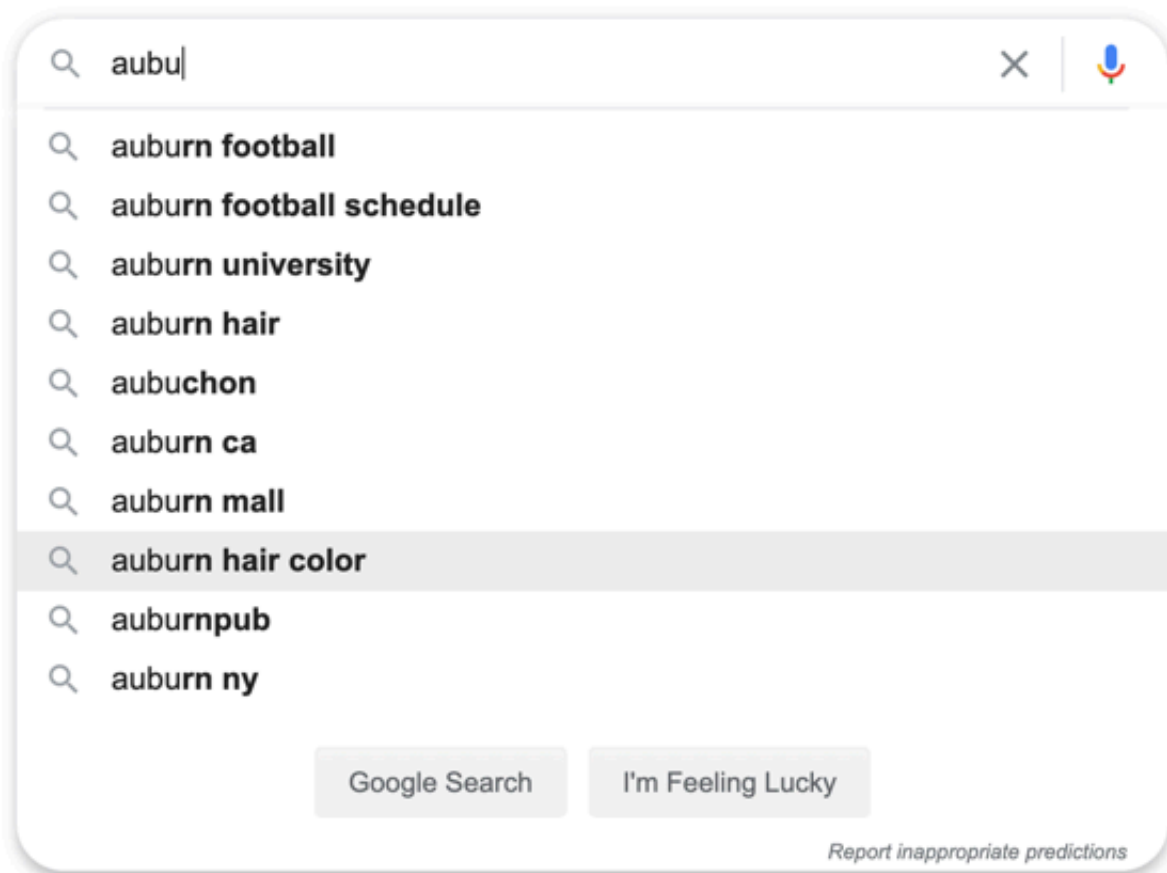 aubu
auburn football
auburn football schedule
auburn university
auburn hair
aubuchon
auburn ca
auburn mall
auburn hair color
auburnpub
auburn ny
Google Search I'm Feeling Lucky
Report inappropriate predictions